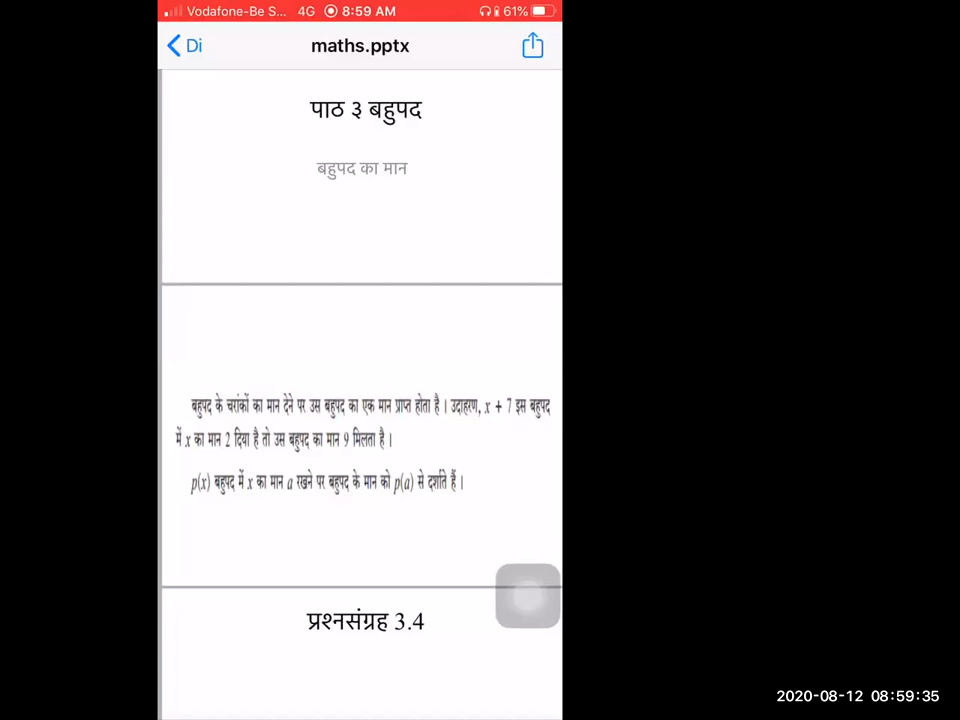 Vodafone-Be S... 4G 8:59 AM 61%
Di maths.pptx
पाठ ३ बहुपद
बहुपद का मान
बहुपद के चरांकों का मान देने पर उस बहुपद का एक मान प्राप्त होता है। उदाहरण, x + 7 इस बहुपद
में x का मान 2 दिया है तो उस बहुपद का मान 9 मिलता है।
p(x) बहुपद में x का मान a रखने पर बहुपद के मान को p(a) से दर्शाते हैं।
प्रश्नसंग्रह 3.4
2020-08-12 08:59:35